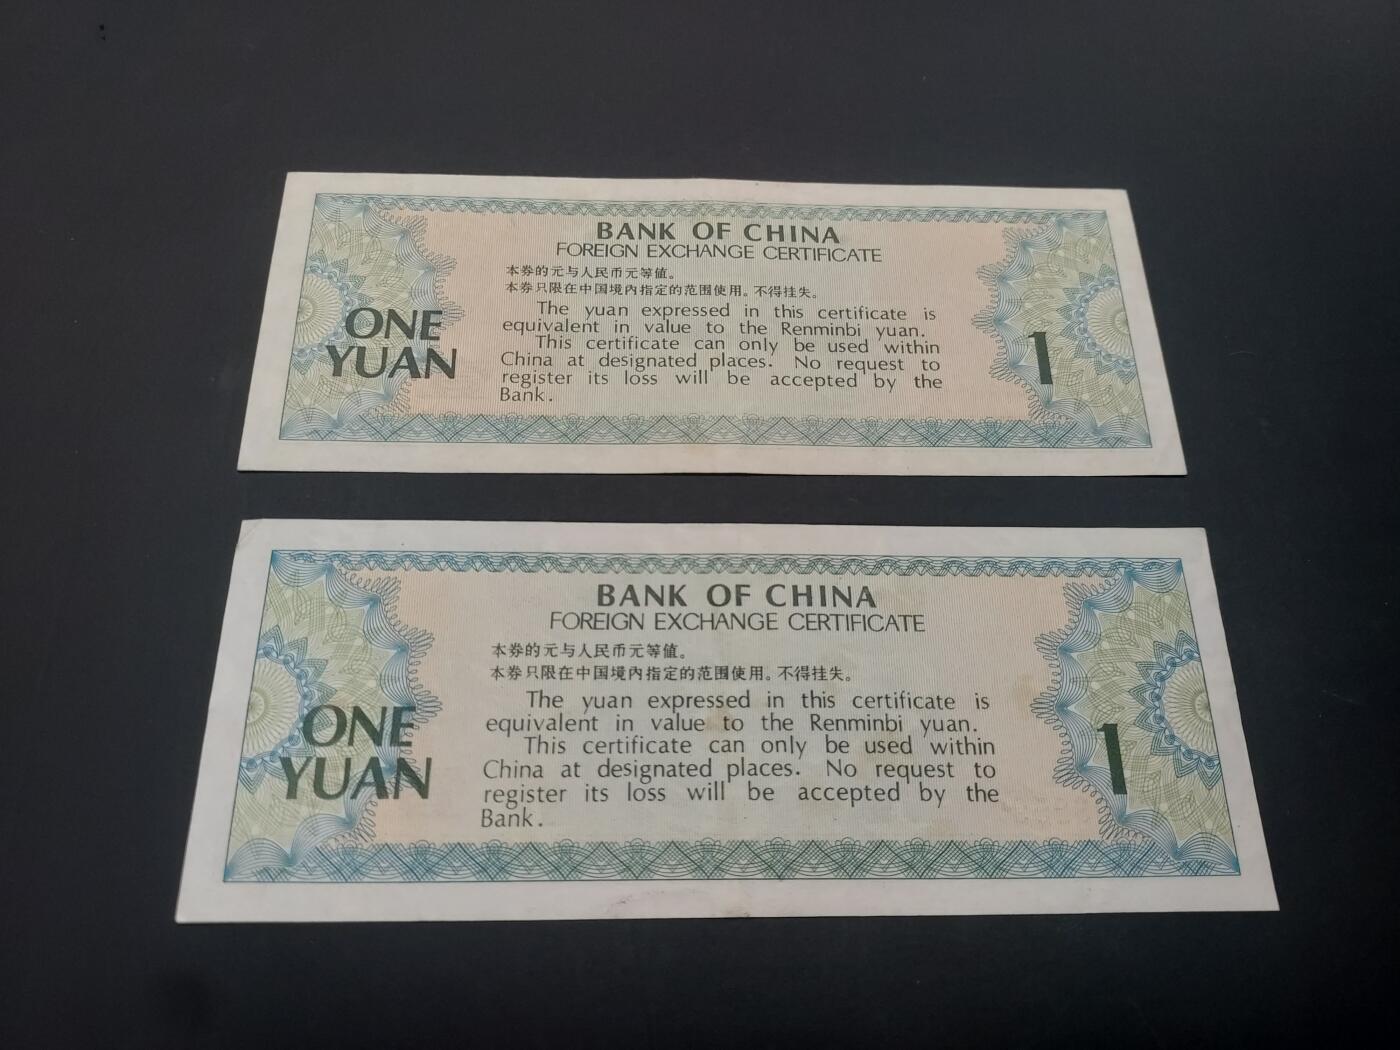 BANK OF CHINA
FOREIGN EXCHANGE CERTIFICATE
本券的元与人民币元等值。
本券只限在中国境内指定的范围使用。不得挂失。
The yuan expressed in this certificate is
equivalent in value to the Renminbi yuan.
This certificate can only be used within
China at designated places. No request to
register its loss will be accepted by the
Bank.
ONE
YUAN
1
BANK OF CHINA
FOREIGN EXCHANGE CERTIFICATE
本券的元与人民币元等值。
本券只限在中国境内指定的范围使用。不得挂失。
The yuan expressed in this certificate is
equivalent in value to the Renminbi yuan.
This certificate can only be used within
China at designated places. No request to
register its loss will be accepted by the
Bank.
ONE
YUAN
1